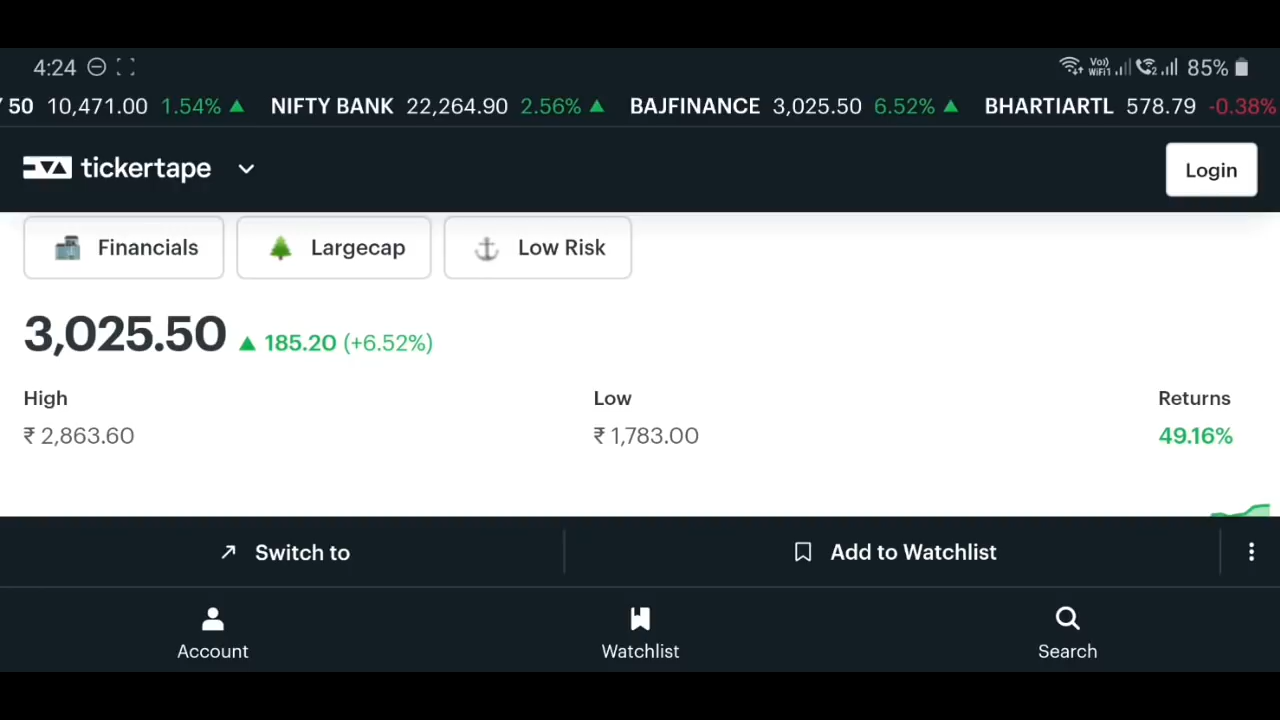 4:24 Vo) WiFi1 2 85%
50 10,471.00 1.54% ▲ NIFTY BANK 22,264.90 2.56% ▲ BAJFINANCE 3,025.50 6.52% ▲ BHARTIARTL 578.79 -0.38%
tickertape Login
Financials Largecap Low Risk
3,025.50 ▲ 185.20 (+6.52%)
High Low Returns
₹ 2,863.60 ₹ 1,783.00 49.16%
Switch to Add to Watchlist
Account Watchlist Search